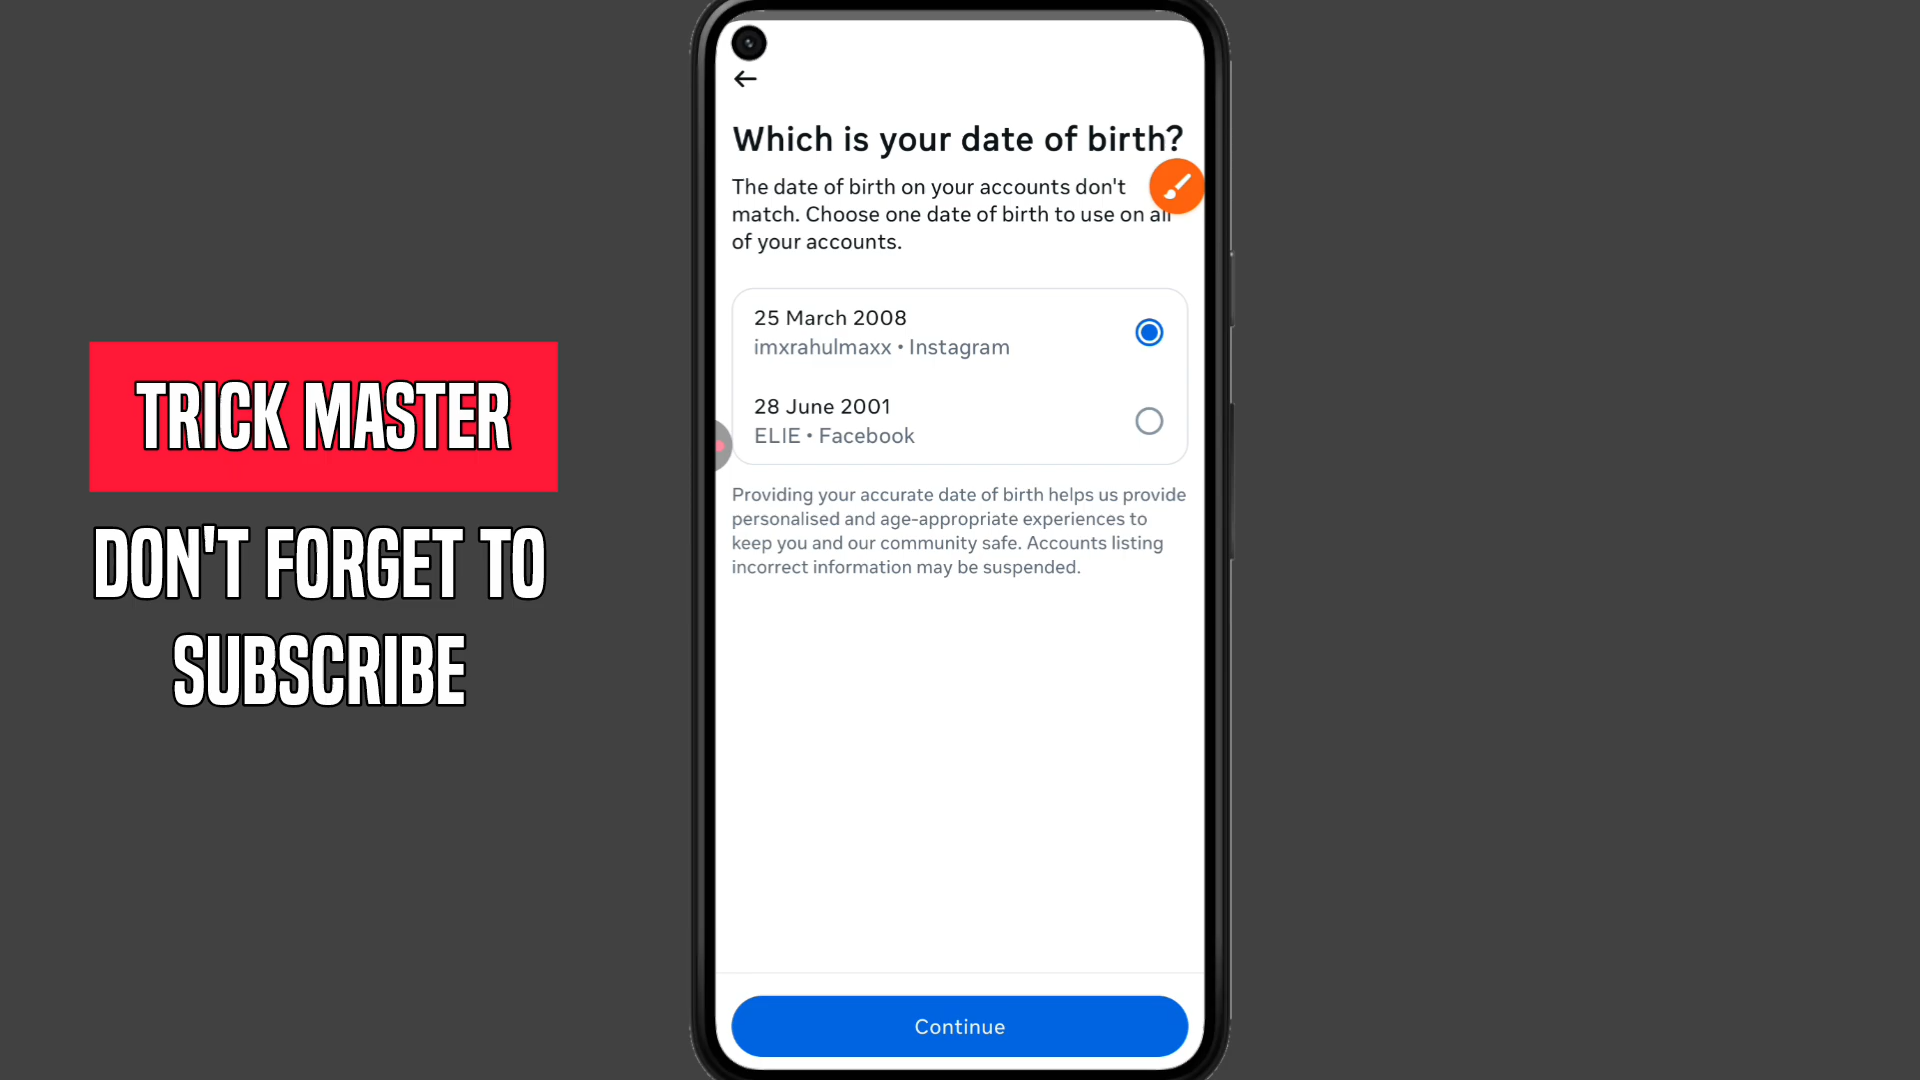 TRICK MASTER
DON'T FORGET TO
SUBSCRIBE
Which is your date of birth?
The date of birth on your accounts don't
match. Choose one date of birth to use on all
of your accounts.
25 March 2008
imxrahulmaxx • Instagram
28 June 2001
ELIE • Facebook
Providing your accurate date of birth helps us provide
personalised and age-appropriate experiences to
keep you and our community safe. Accounts listing
incorrect information may be suspended.
Continue